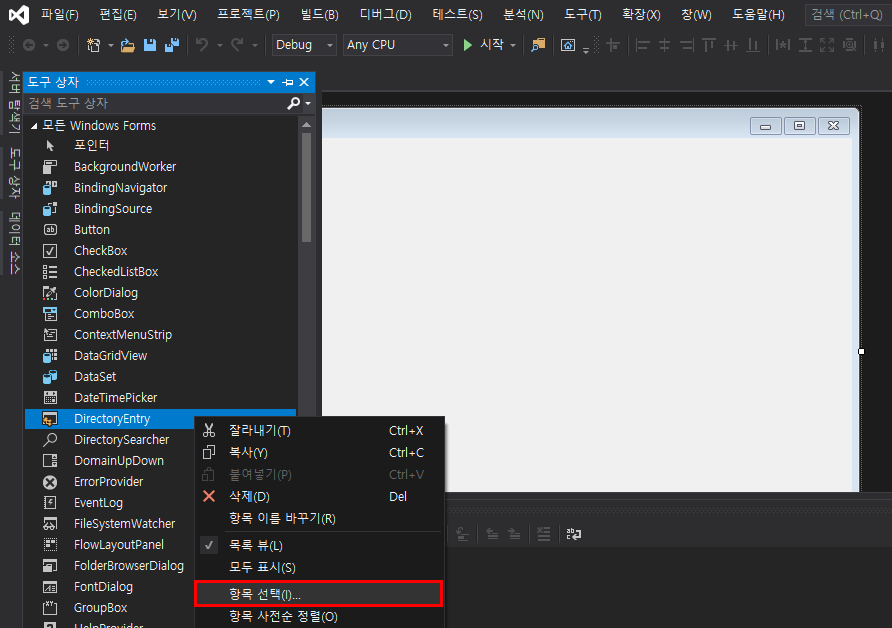 파일(F) 편집(E) 보기(V) 프로젝트(P) 빌드(B) 디버그(D) 테스트(S) 분석(N) 도구(T) 확장(X) 창(W) 도움말(H) 검색 (Ctrl+Q)
Debug Any CPU 시작
서버 탐색기
도구 상자
데이터 소스
도구 상자
검색 도구 상자
모든 Windows Forms
포인터
BackgroundWorker
BindingNavigator
BindingSource
Button
CheckBox
CheckedListBox
ColorDialog
ComboBox
ContextMenuStrip
DataGridView
DataSet
DateTimePicker
DirectoryEntry
DirectorySearcher
DomainUpDown
ErrorProvider
EventLog
FileSystemWatcher
FlowLayoutPanel
FolderBrowserDialog
FontDialog
GroupBox
HelpProvider
잘라내기(T) Ctrl+X
복사(Y) Ctrl+C
붙여넣기(P) Ctrl+V
삭제(D) Del
항목 이름 바꾸기(R)
목록 뷰(L)
모두 표시(S)
항목 선택(I)...
항목 사전순 정렬(O)